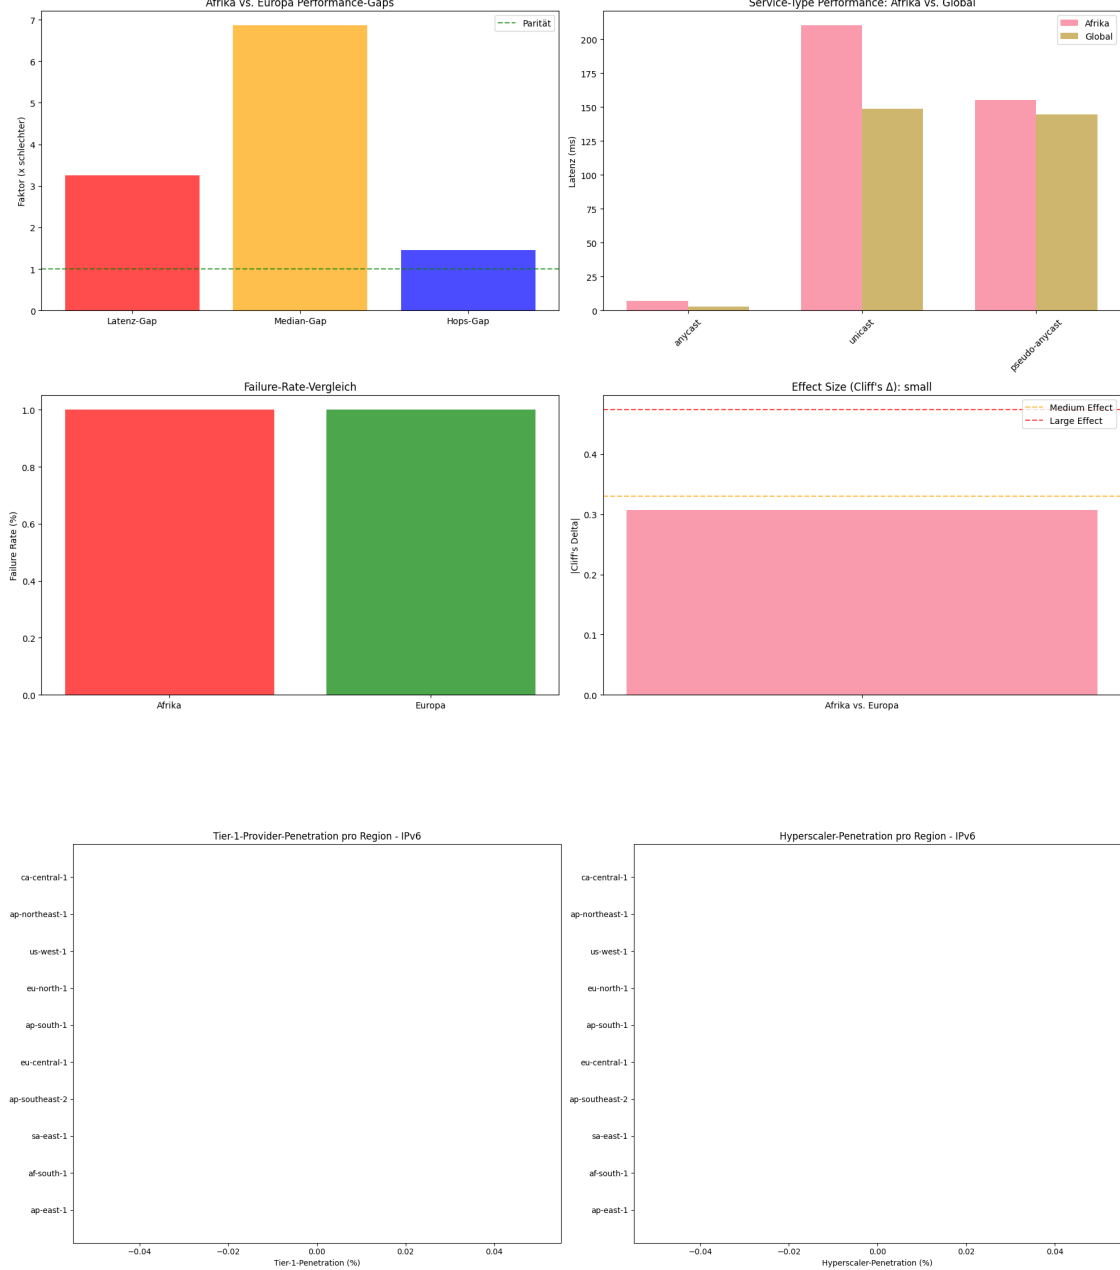 Afrika vs. Europa Performance-Gaps
Faktor (x schlechter)
7
6
5
4
3
2
1
0
Parität
Latenz-Gap
Median-Gap
Hops-Gap
Service-Type Performance: Afrika vs. Global
Latenz (ms)
200
175
150
125
100
75
50
25
0
Afrika
Global
anycast
unicast
pseudo-anycast
Failure-Rate-Vergleich
Failure Rate (%)
1.0
0.8
0.6
0.4
0.2
0.0
Afrika
Europa
Effect Size (Cliff's Δ): small
|Cliff's Delta|
0.4
0.3
0.2
0.1
0.0
Medium Effect
Large Effect
Afrika vs. Europa
Tier-1-Provider-Penetration pro Region - IPv6
ca-central-1
ap-northeast-1
us-west-1
eu-north-1
ap-south-1
eu-central-1
ap-southeast-2
sa-east-1
af-south-1
ap-east-1
−0.04
−0.02
0.00
0.02
0.04
Tier-1-Penetration (%)
Hyperscaler-Penetration pro Region - IPv6
ca-central-1
ap-northeast-1
us-west-1
eu-north-1
ap-south-1
eu-central-1
ap-southeast-2
sa-east-1
af-south-1
ap-east-1
−0.04
−0.02
0.00
0.02
0.04
Hyperscaler-Penetration (%)